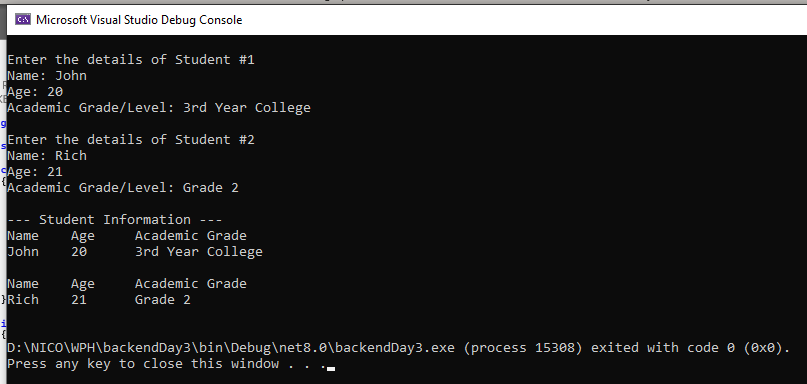 Microsoft Visual Studio Debug Console
Enter the details of Student #1
Name: John
Age: 20
Academic Grade/Level: 3rd Year College
Enter the details of Student #2
Name: Rich
Age: 21
Academic Grade/Level: Grade 2
--- Student Information ---
Name Age Academic Grade
John 20 3rd Year College
Name Age Academic Grade
Rich 21 Grade 2
D:\NICO\WPH\backendDay3\bin\Debug\net8.0\backendDay3.exe (process 15308) exited with code 0 (0x0).
Press any key to close this window . . .